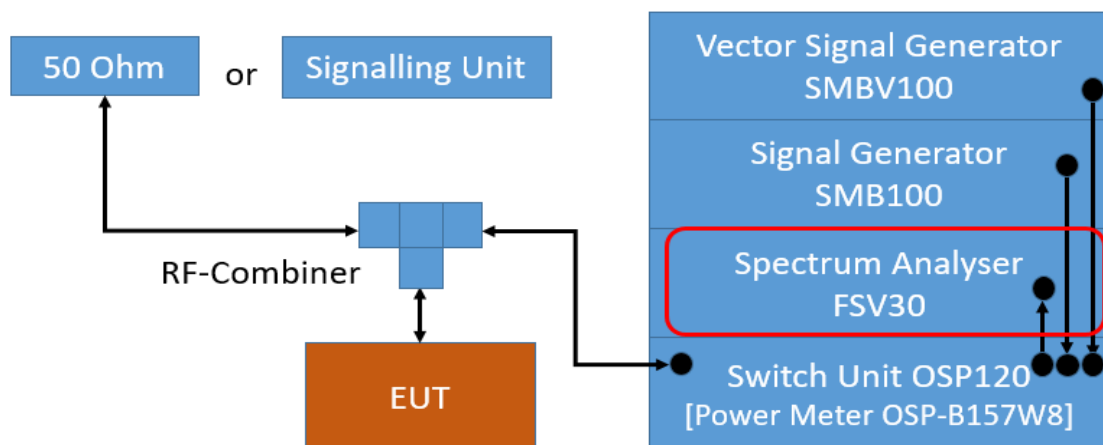 50 Ohm
or
Signalling Unit
RF-Combiner
EUT
Vector Signal Generator
SMBV100
Signal Generator
SMB100
Spectrum Analyser
FSV30
Switch Unit OSP120
[Power Meter OSP-B157W8]